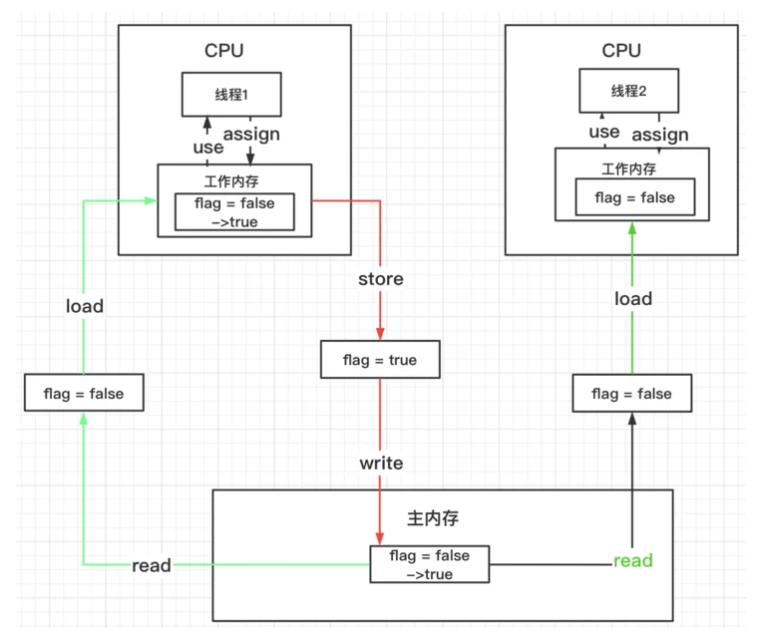 CPU
线程1
use
assign
工作内存
flag = false
->true
CPU
线程2
use
assign
工作内存
flag = false
load
store
load
flag = false
flag = true
flag = false
write
主内存
flag = false
->true
read
read